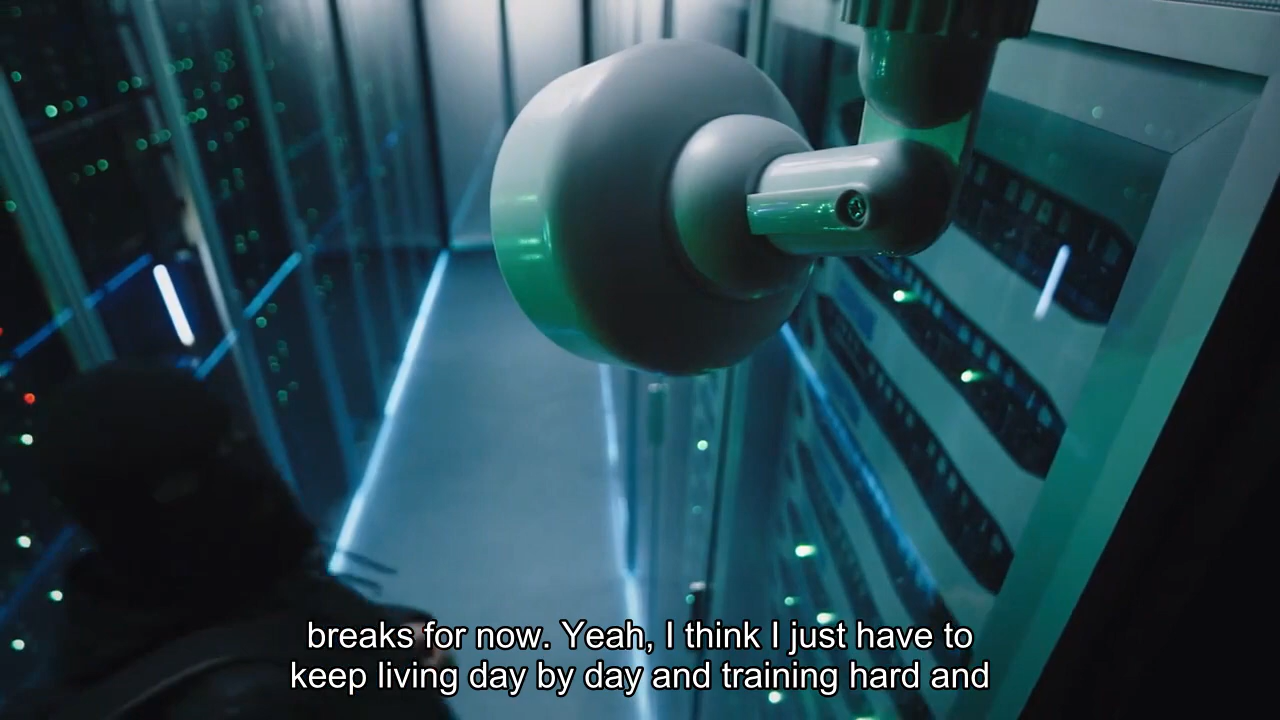 breaks for now. Yeah, I think I just have to
keep living day by day and training hard and